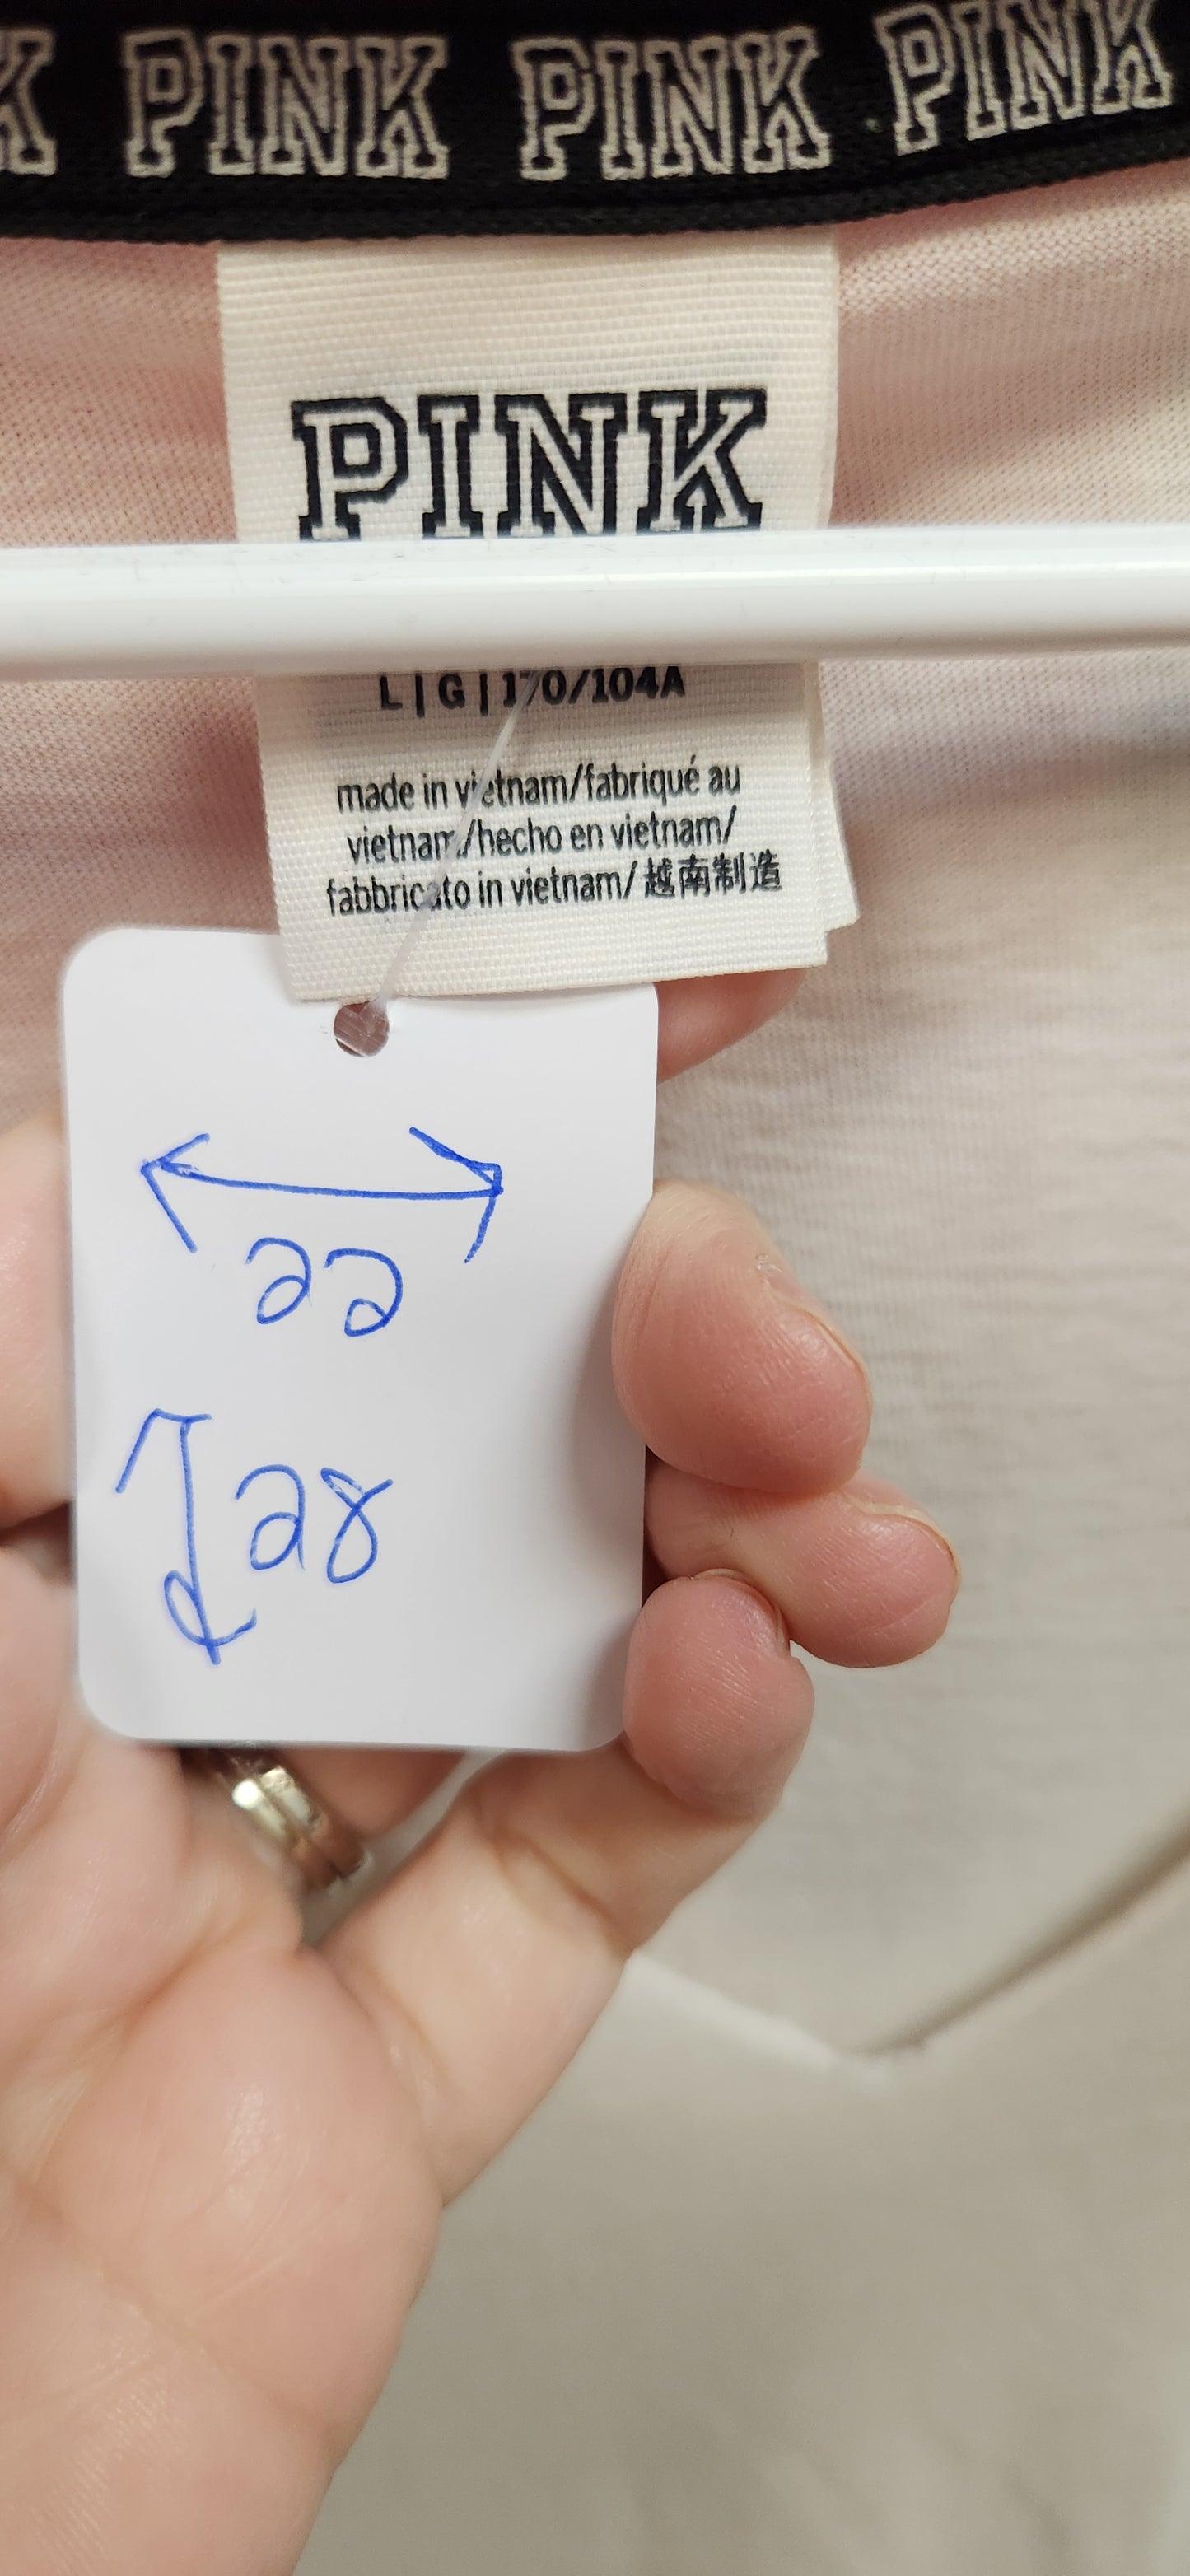 K PINK PINK PINK
PINK
L | G | 170/104A
made in vietnam/fabriqué au
vietnam/hecho en vietnam/
fabbricato in vietnam/越南制造
22
28